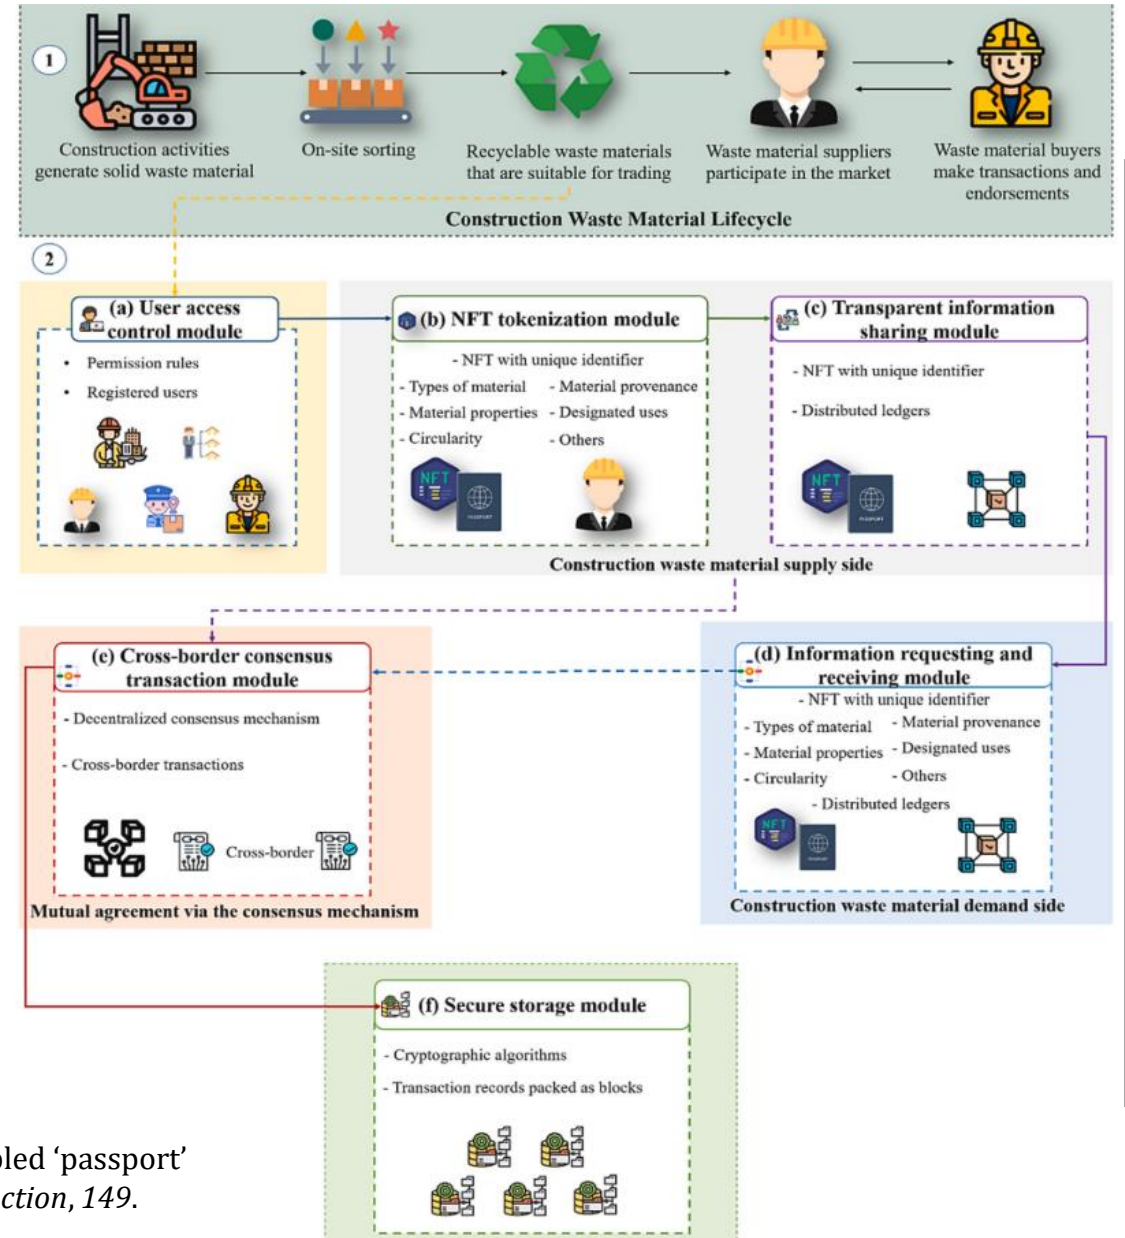 1
Construction activities
generate solid waste material
On-site sorting
Recyclable waste materials
that are suitable for trading
Waste material suppliers
participate in the market
Waste material buyers
make transactions and
endorsements
Construction Waste Material Lifecycle
2
(a) User access
control module
• Permission rules
• Registered users
(b) NFT tokenization module
- NFT with unique identifier
- Types of material
- Material provenance
- Material properties
- Designated uses
- Circularity
- Others
NFT
PASSPORT
(c) Transparent information
sharing module
- NFT with unique identifier
- Distributed ledgers
NFT
PASSPORT
Construction waste material supply side
(e) Cross-border consensus
transaction module
- Decentralized consensus mechanism
- Cross-border transactions
Cross-border
Mutual agreement via the consensus mechanism
(d) Information requesting and
receiving module
- NFT with unique identifier
- Types of material
- Material provenance
- Material properties
- Designated uses
- Circularity
- Others
- Distributed ledgers
NFT
Construction waste material demand side
(f) Secure storage module
- Cryptographic algorithms
- Transaction records packed as blocks
oled ‘passport’
ction, 149.